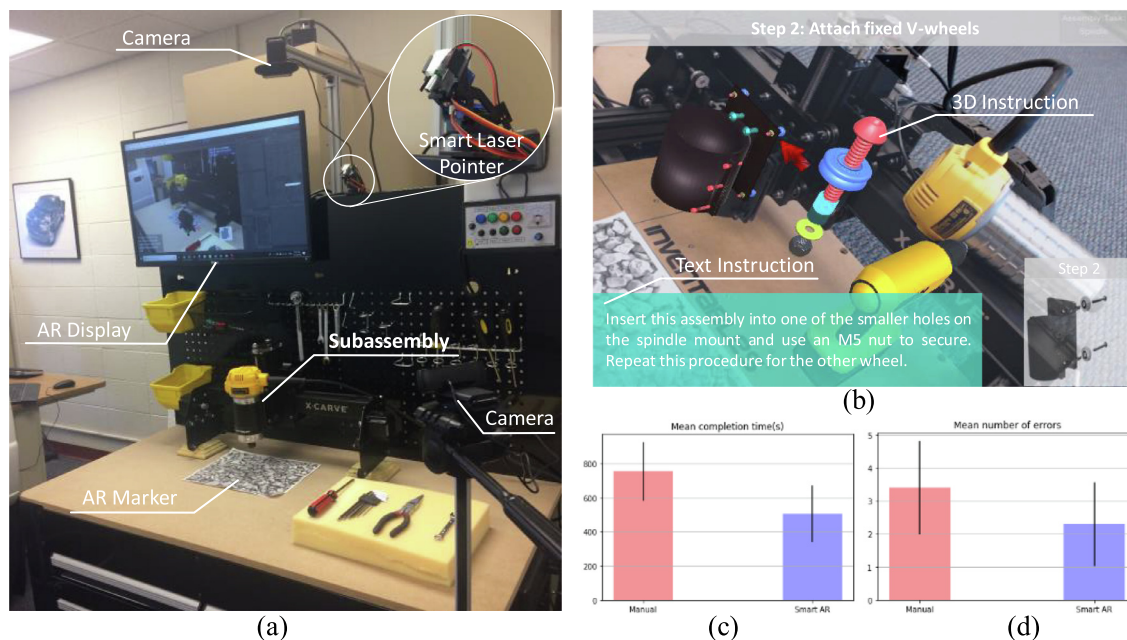 Camera
Smart Laser
Pointer
AR Display
Subassembly
X-CARVE
Camera
AR Marker
(a)
Assembly Task
Step 2: Attach fixed V-wheels
3D Instruction
Text Instruction
Step 2
Insert this assembly into one of the smaller holes on
the spindle mount and use an M5 nut to secure.
Repeat this procedure for the other wheel.
(b)
Mean completion time(s)
800
600
400
200
0
Manual
Smart AR
(c)
Mean number of errors
5
4
3
2
1
0
Manual
Smart AR
(d)